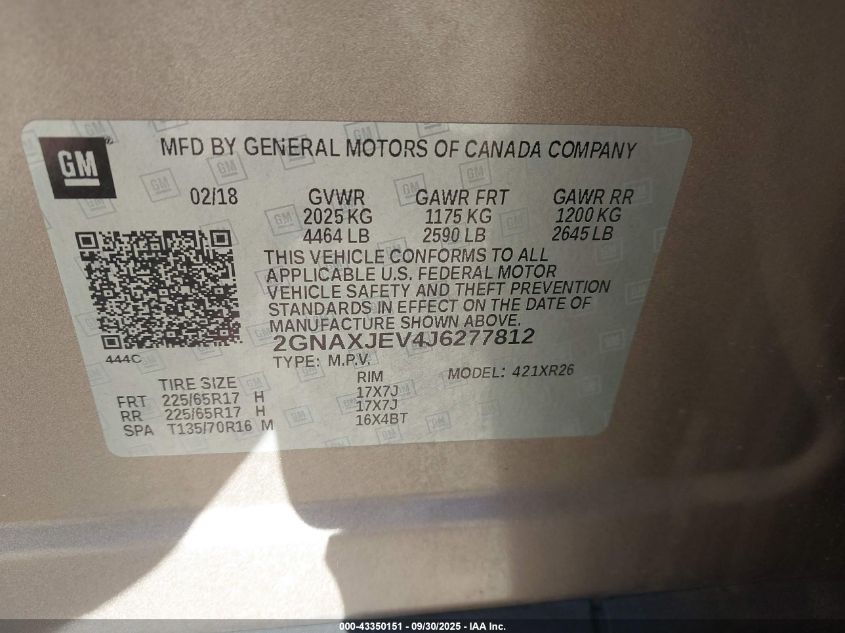 GM
MFD BY GENERAL MOTORS OF CANADA COMPANY
02/18 GVWR GAWR FRT GAWR RR
2025 KG 1175 KG 1200 KG
4464 LB 2590 LB 2645 LB
THIS VEHICLE CONFORMS TO ALL
APPLICABLE U.S. FEDERAL MOTOR
VEHICLE SAFETY AND THEFT PREVENTION
STANDARDS IN EFFECT ON THE DATE OF
MANUFACTURE SHOWN ABOVE.
2GNAXJEV4J6277812
444C
TYPE: M.P.V. MODEL: 421XR26
TIRE SIZE RIM
FRT 225/65R17 H 17X7J
RR 225/65R17 H 17X7J
SPA T135/70R16 M 16X4BT
000-43350151 - 09/30/2025 - IAA Inc.